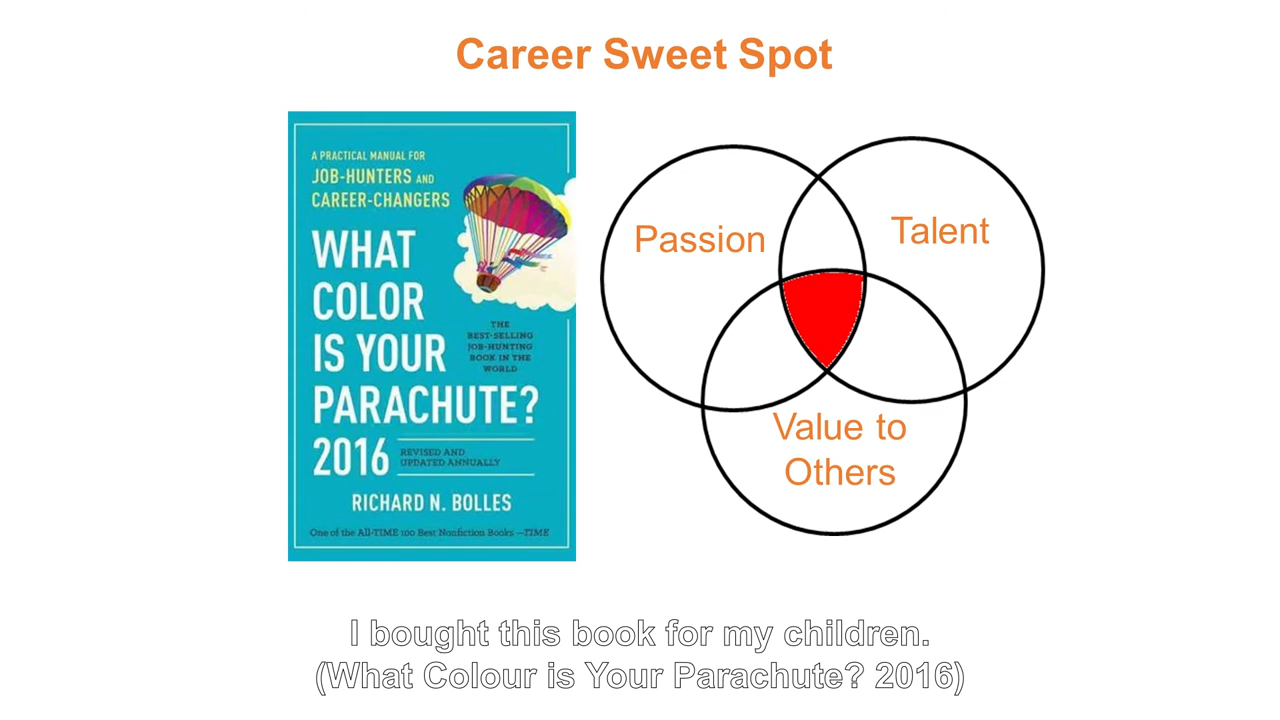 Career Sweet Spot
A PRACTICAL MANUAL FOR
JOB-HUNTERS AND
CAREER-CHANGERS
WHAT
COLOR
IS YOUR
PARACHUTE?
2016
THE
BEST-SELLING
JOB-HUNTING
BOOK IN THE
WORLD
REVISED AND
UPDATED ANNUALLY
RICHARD N. BOLLES
One of the All-TIME 100 Best Nonfiction Books —TIME
Passion
Talent
Value to
Others
I bought this book for my children.
(What Colour is Your Parachute? 2016)